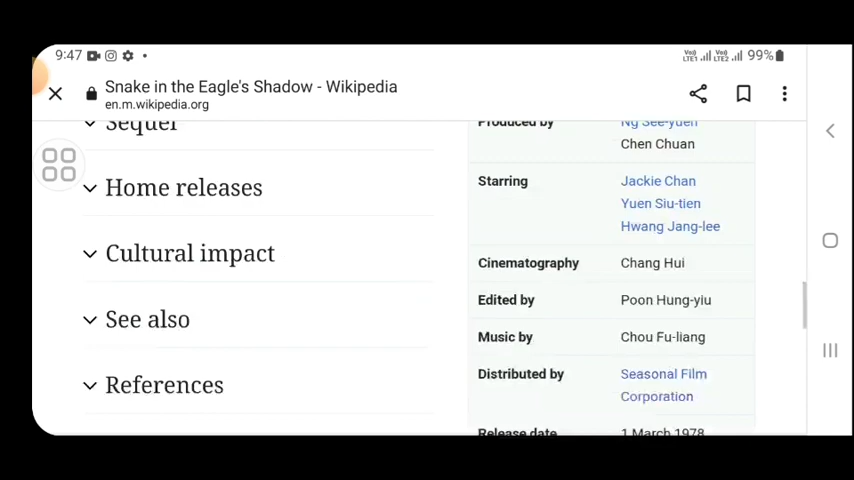 9:47
LTE1 LTE2 99%
Snake in the Eagle's Shadow - Wikipedia
en.m.wikipedia.org
Sequel
Home releases
Cultural impact
See also
References
Produced by Ng See-yuen
Chen Chuan
Starring Jackie Chan
Yuen Siu-tien
Hwang Jang-lee
Cinematography Chang Hui
Edited by Poon Hung-yiu
Music by Chou Fu-liang
Distributed by Seasonal Film
Corporation
Release date 1 March 1978